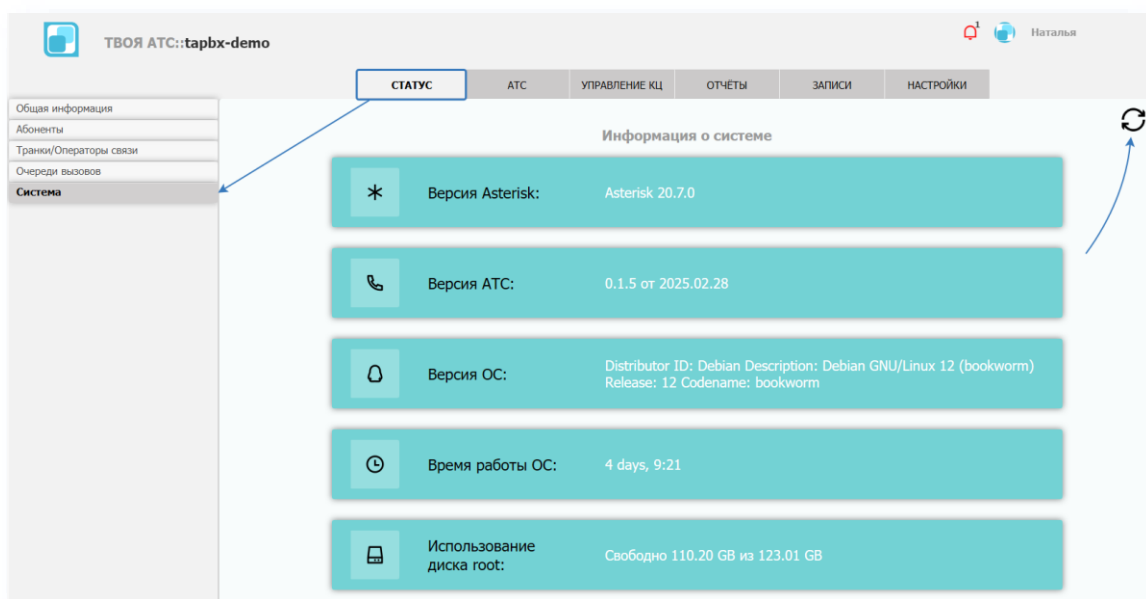 ТВОЯ АТС::tapbx-demo
1
Наталья
СТАТУС
АТС
УПРАВЛЕНИЕ КЦ
ОТЧЁТЫ
ЗАПИСИ
НАСТРОЙКИ
Общая информация
Абоненты
Транки/Операторы связи
Очереди вызовов
Система
Информация о системе
Версия Asterisk:
Asterisk 20.7.0
Версия АТС:
0.1.5 от 2025.02.28
Версия ОС:
Distributor ID: Debian Description: Debian GNU/Linux 12 (bookworm)
Release: 12 Codename: bookworm
Время работы ОС:
4 days, 9:21
Использование
диска root:
Свободно 110.20 GB из 123.01 GB